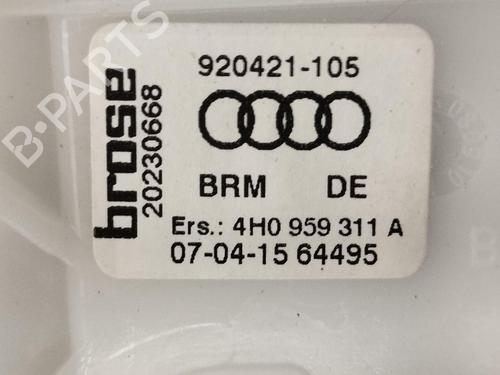 B-PARTS
brose
20230668
920421-105
BRM DE
Ers.: 4H0 959 311 A
07-04-15 64495